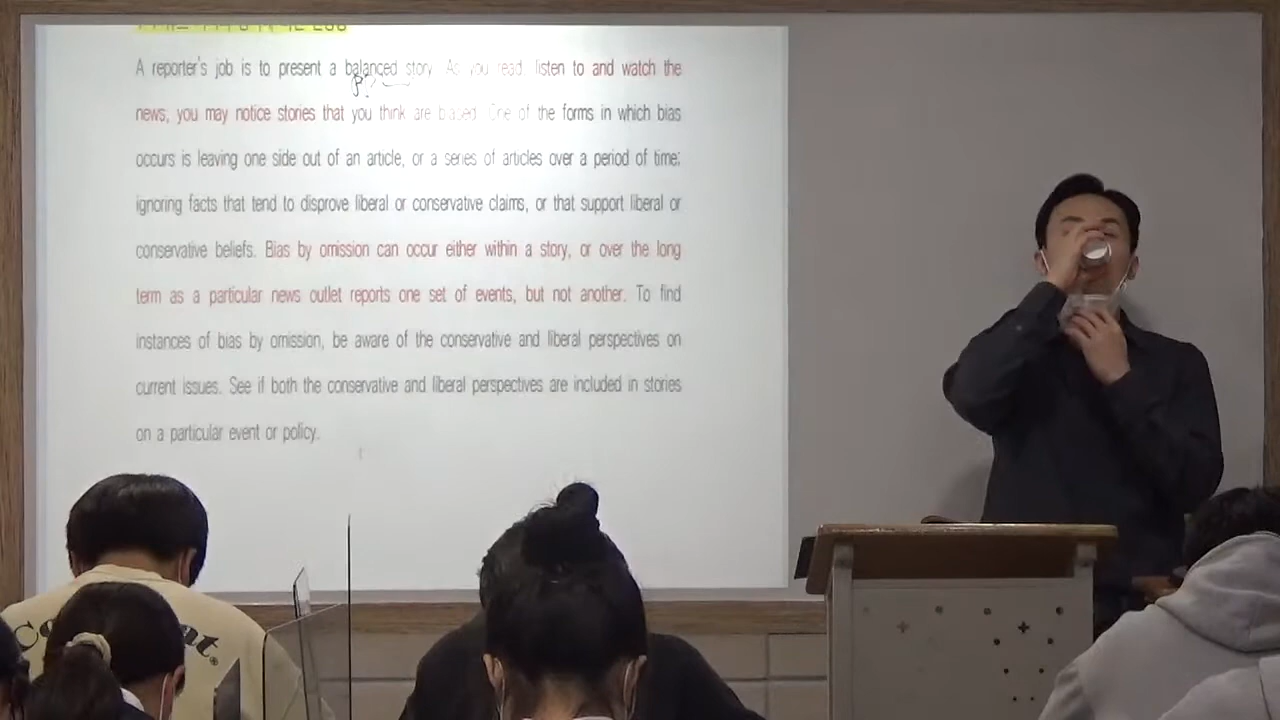 A reporter's job is to present a balanced story. As you read, listen to and watch the
news, you may notice stories that you think are biased. One of the forms in which bias
occurs is leaving one side out of an article, or a series of articles over a period of time;
ignoring facts that tend to disprove liberal or conservative claims, or that support liberal or
conservative beliefs. Bias by omission can occur either within a story, or over the long
term as a particular news outlet reports one set of events, but not another. To find
instances of bias by omission, be aware of the conservative and liberal perspectives on
current issues. See if both the conservative and liberal perspectives are included in stories
on a particular event or policy.